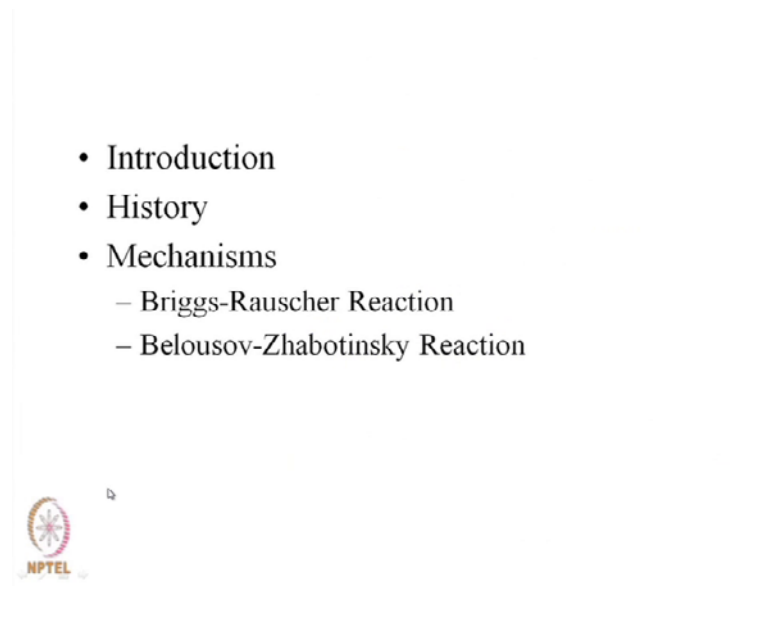 • Introduction
• History
• Mechanisms
– Briggs-Rauscher Reaction
– Belousov-Zhabotinsky Reaction
NPTEL